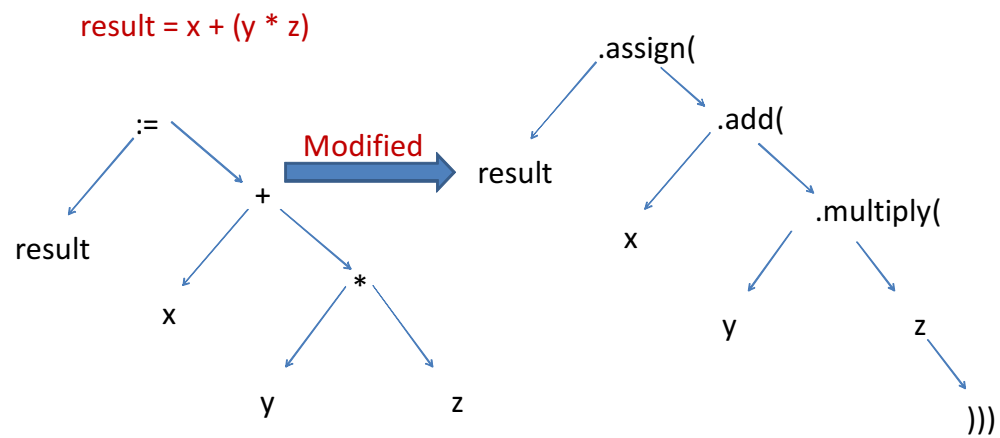 result = x + (y * z)
.assign(
:=
.add(
Modified
result
+
.multiply(
result
x
*
x
y
z
y
z
)))